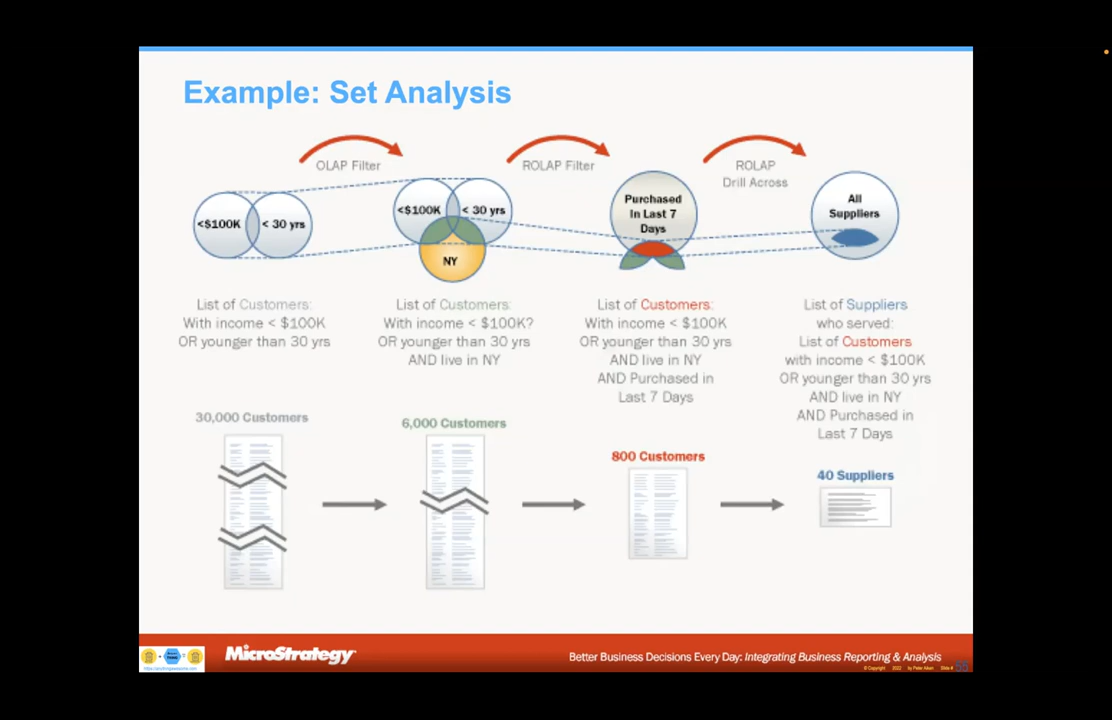 Example: Set Analysis
OLAP Filter
ROLAP Filter
ROLAP
Drill Across
<$100K
< 30 yrs
<$100K
< 30 yrs
NY
Purchased
In Last 7
Days
All
Suppliers
List of Customers:
With income < $100K
OR younger than 30 yrs
List of Customers:
With income < $100K?
OR younger than 30 yrs
AND live in NY
List of Customers:
With income < $100K
OR younger than 30 yrs
AND live in NY
AND Purchased in
Last 7 Days
List of Suppliers
who served:
List of Customers
with income < $100K
OR younger than 30 yrs
AND live in NY
AND Purchased in
Last 7 Days
30,000 Customers
6,000 Customers
800 Customers
40 Suppliers
MicroStrategy
Better Business Decisions Every Day: Integrating Business Reporting & Analysis
© Copyright 2022 by Peter Aiken Slide #